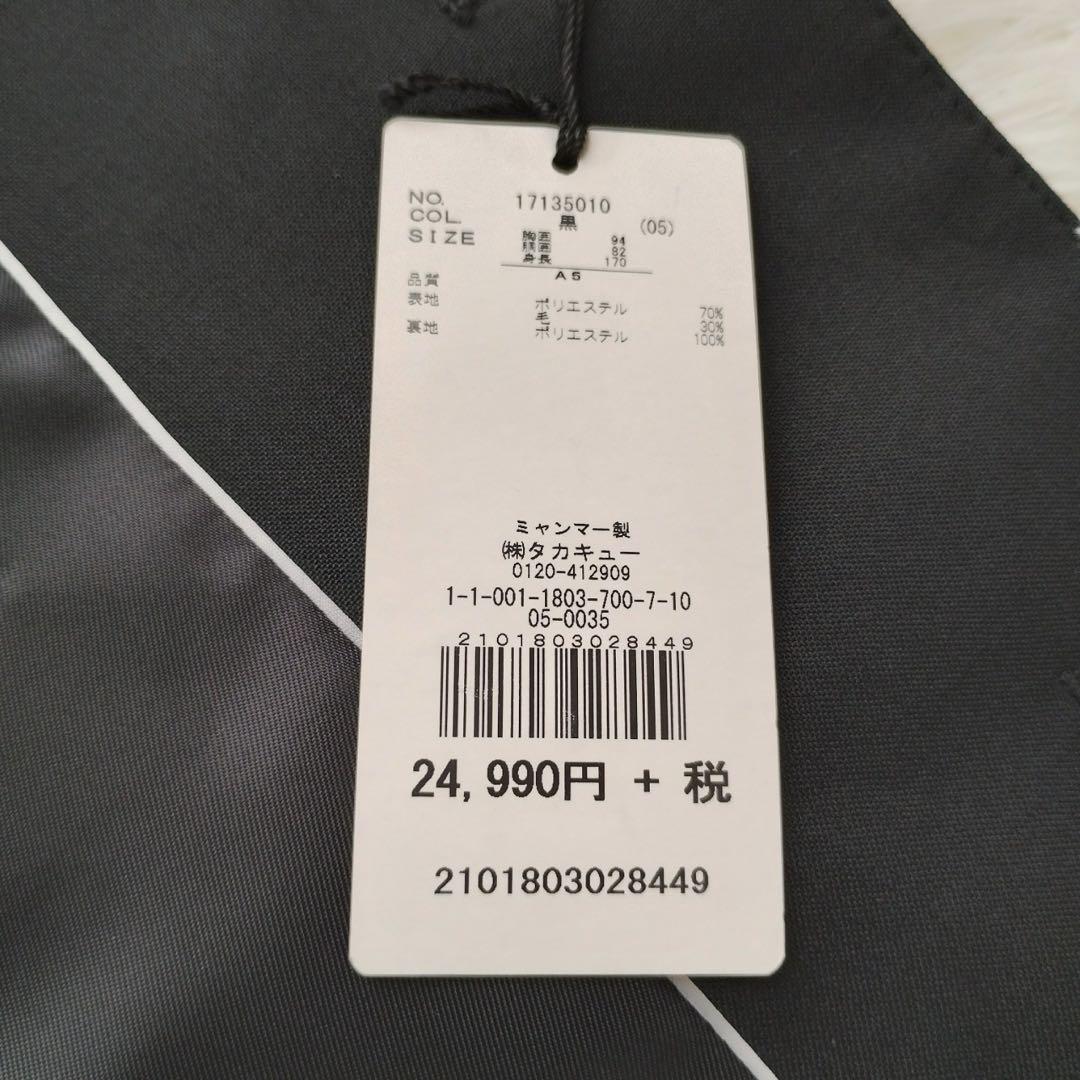 NO. 17135010
COL. 黒 (05)
SIZE 胸囲 94
胴囲 82
身長 170
A5
品質
表地 ポリエステル 70%
毛 30%
裏地 ポリエステル 100%
ミャンマー製
㈱タカキュー
0120-412909
1-1-001-1803-700-7-10
05-0035
2101803028449
24,990円 + 税
2101803028449